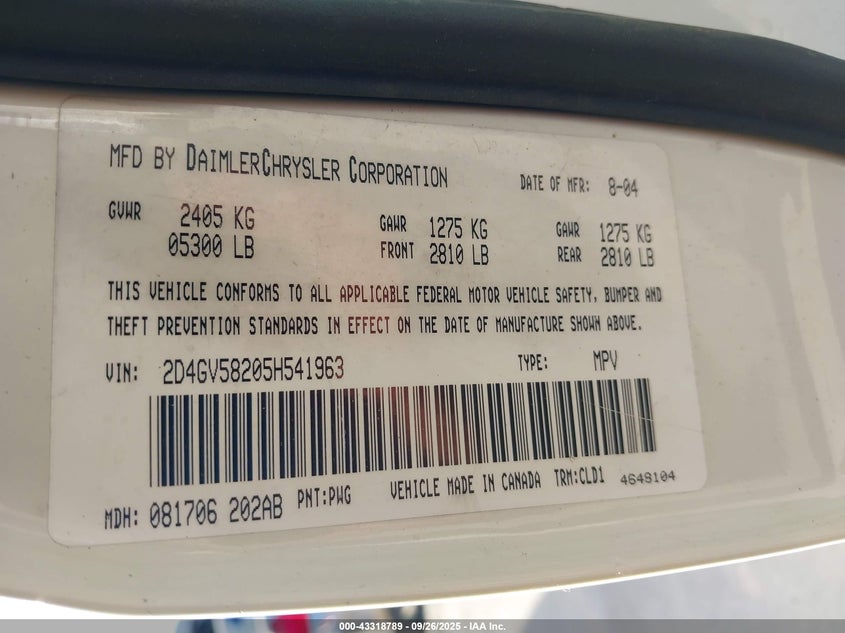 MFD BY DAIMLERCHRYSLER CORPORATION DATE OF MFR: 8-04
GVWR 2405 KG GAWR 1275 KG GAWR 1275 KG
05300 LB FRONT 2810 LB REAR 2810 LB
THIS VEHICLE CONFORMS TO ALL APPLICABLE FEDERAL MOTOR VEHICLE SAFETY, BUMPER AND
THEFT PREVENTION STANDARDS IN EFFECT ON THE DATE OF MANUFACTURE SHOWN ABOVE.
VIN: 2D4GV58205H541963 TYPE: MPV
MDH: 081706 202AB PNT:PWG VEHICLE MADE IN CANADA TRM:CLD1 4648104
000-43318789 - 09/26/2025 - IAA Inc.